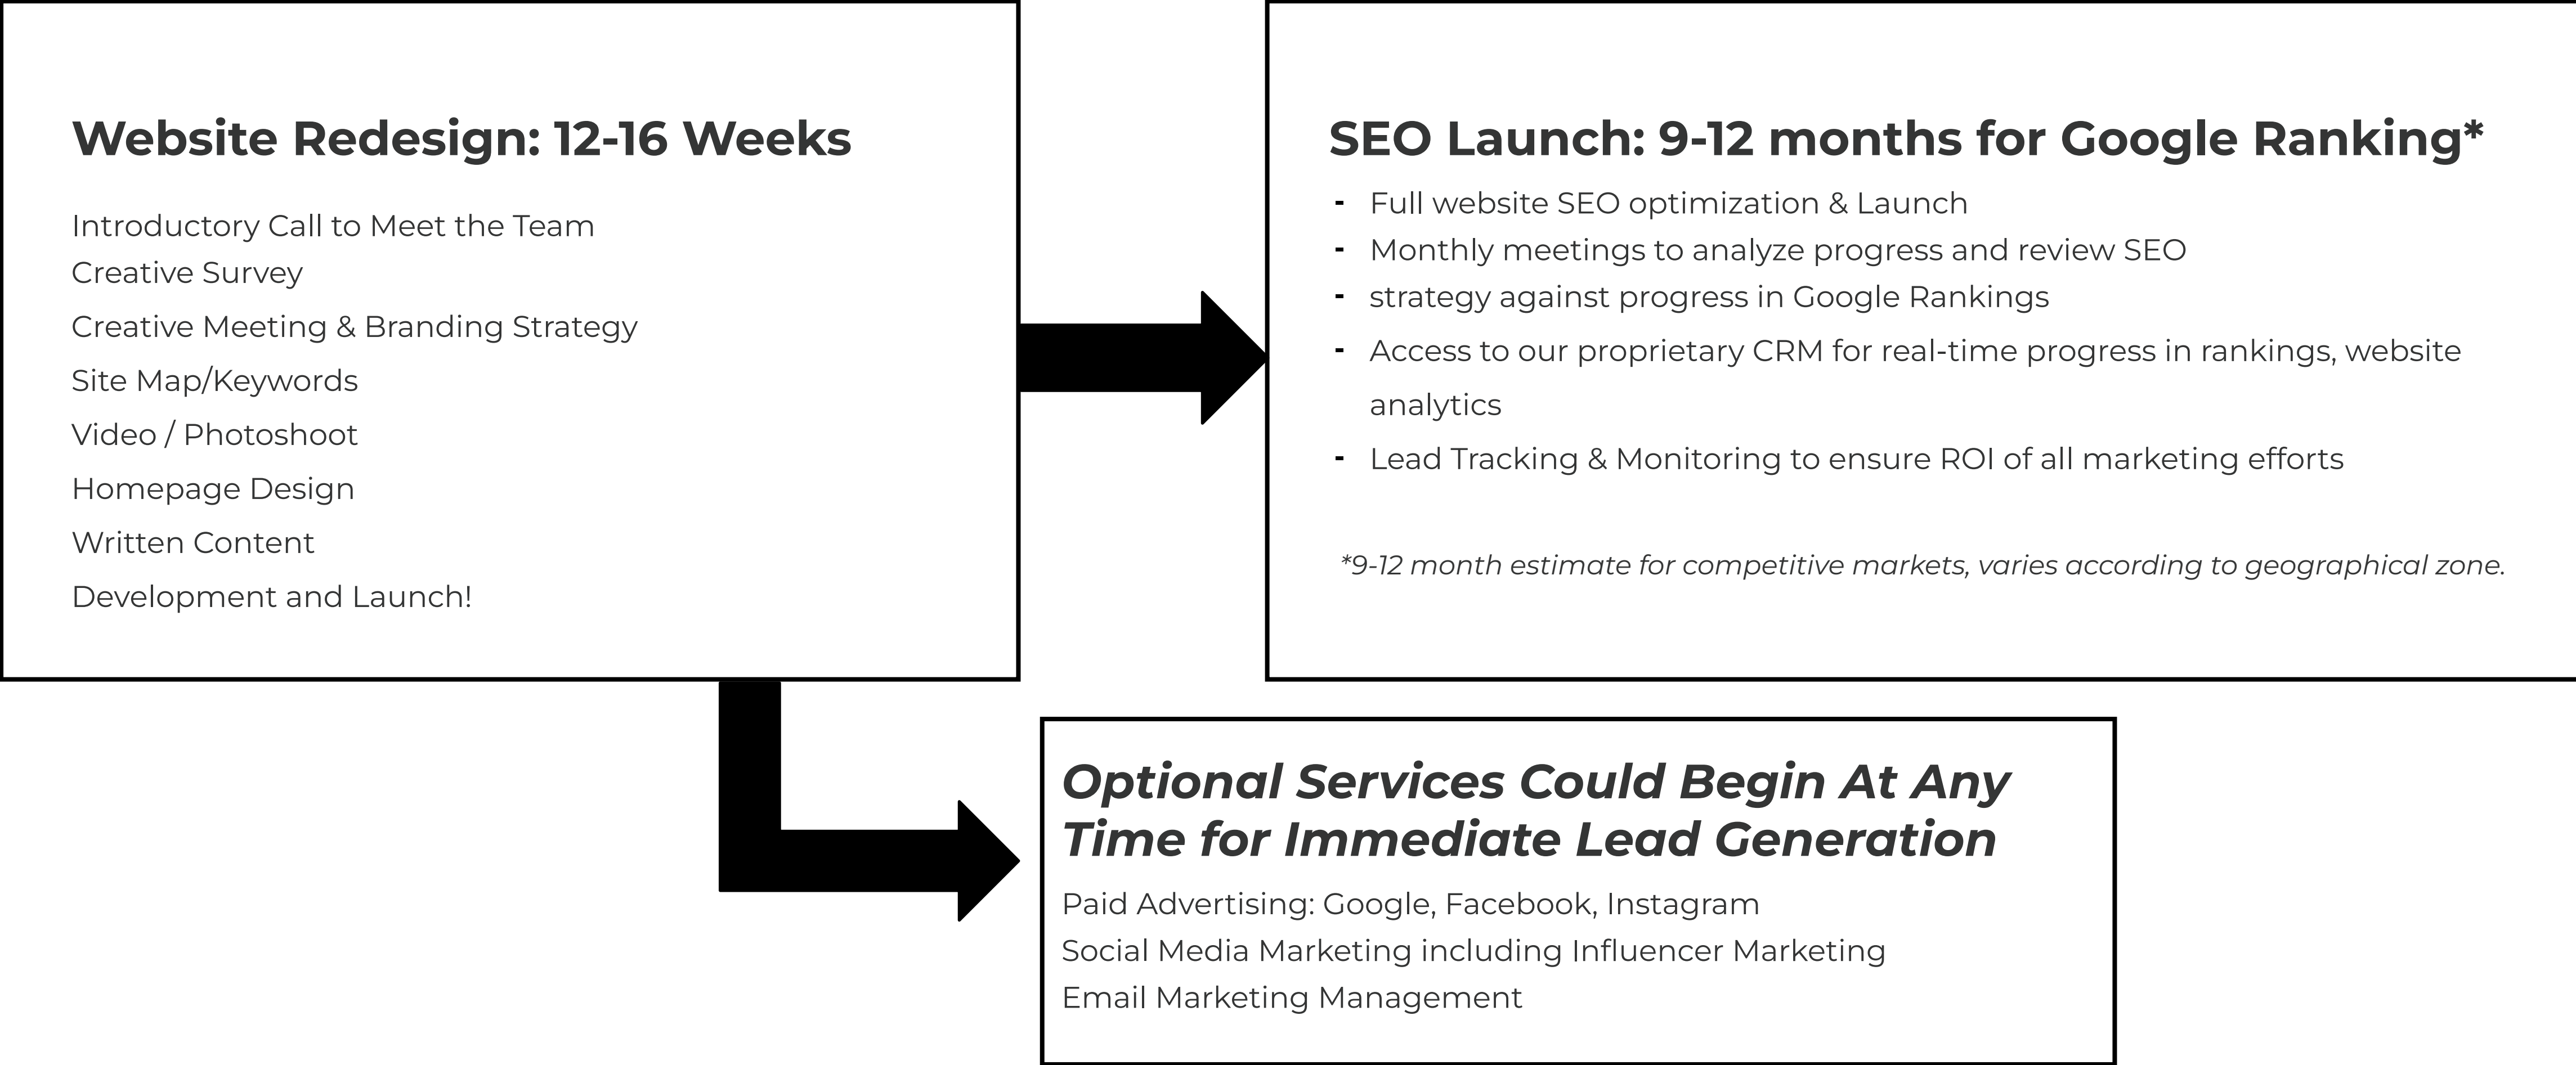 Website Redesign: 12-16 Weeks
Introductory Call to Meet the Team
Creative Survey
Creative Meeting & Branding Strategy
Site Map/Keywords
Video / Photoshoot
Homepage Design
Written Content
Development and Launch!
SEO Launch: 9-12 months for Google Ranking*
- Full website SEO optimization & Launch
- Monthly meetings to analyze progress and review SEO
- strategy against progress in Google Rankings
- Access to our proprietary CRM for real-time progress in rankings, website
analytics
- Lead Tracking & Monitoring to ensure ROI of all marketing efforts
*9-12 month estimate for competitive markets, varies according to geographical zone.
Optional Services Could Begin At Any
Time for Immediate Lead Generation
Paid Advertising: Google, Facebook, Instagram
Social Media Marketing including Influencer Marketing
Email Marketing Management